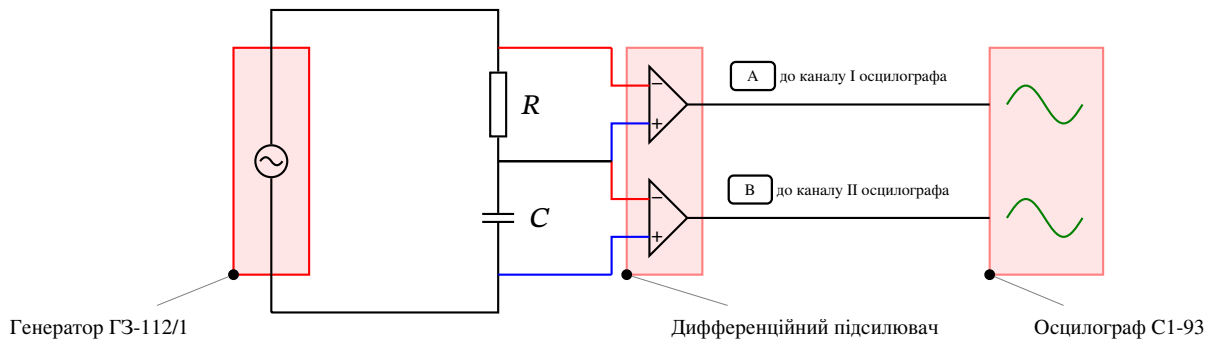 A до каналу I осцилографа
R
−
+
B до каналу II осцилографа
C
−
+
Генератор ГЗ-112/1
Дифференційний підсилювач
Осцилограф С1-93